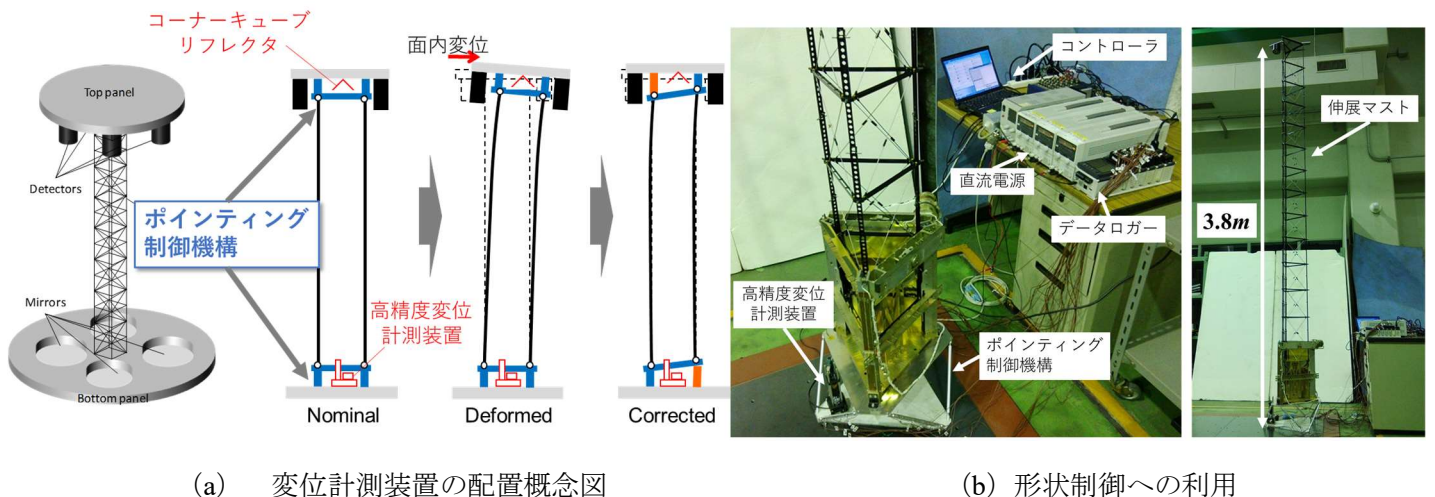 コーナーキューブ
リフレクタ
面内変位
Top panel
Detectors
ポインティング
制御機構
Mirrors
高精度変位
計測装置
Bottom panel
Nominal
Deformed
Corrected
(a) 変位計測装置の配置概念図
コントローラ
直流電源
データロガー
高精度変位
計測装置
ポインティング
制御機構
伸展マスト
3.8m
(b) 形状制御への利用